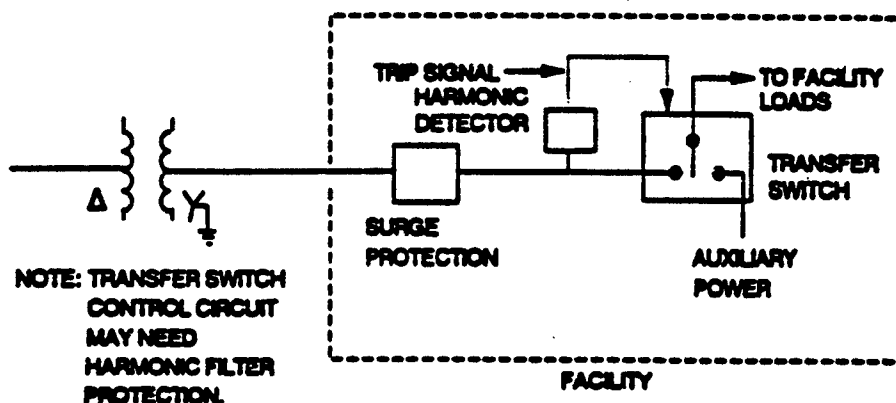 TRIP SIGNAL
HARMONIC
DETECTOR
TO FACILITY
LOADS
TRANSFER
SWITCH
Δ
SURGE
PROTECTION
AUXILIARY
POWER
NOTE: TRANSFER SWITCH
CONTROL CIRCUIT
MAY NEED
HARMONIC FILTER
PROTECTION.
FACILITY